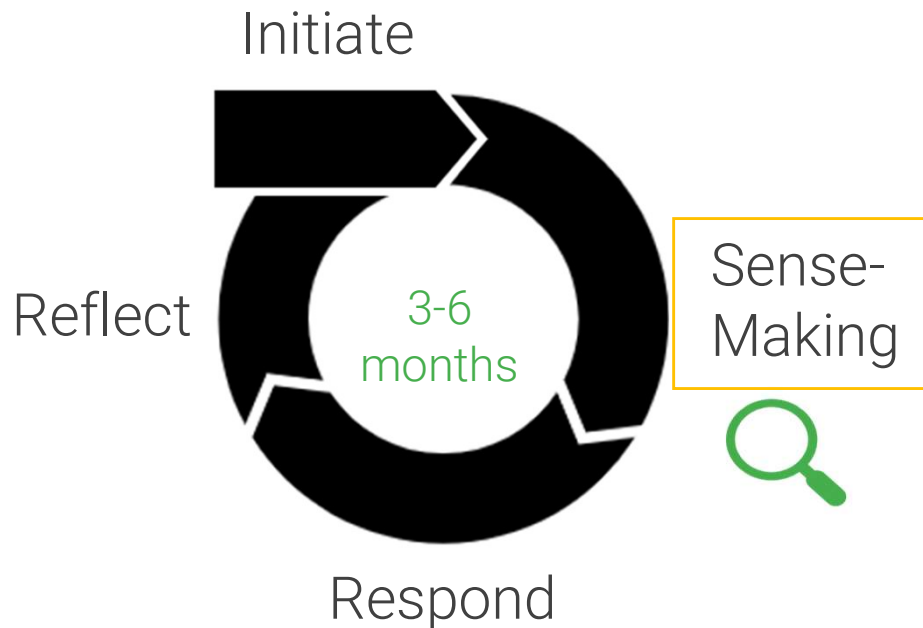 Initiate
Sense-
Making
Reflect
3-6
months
Respond